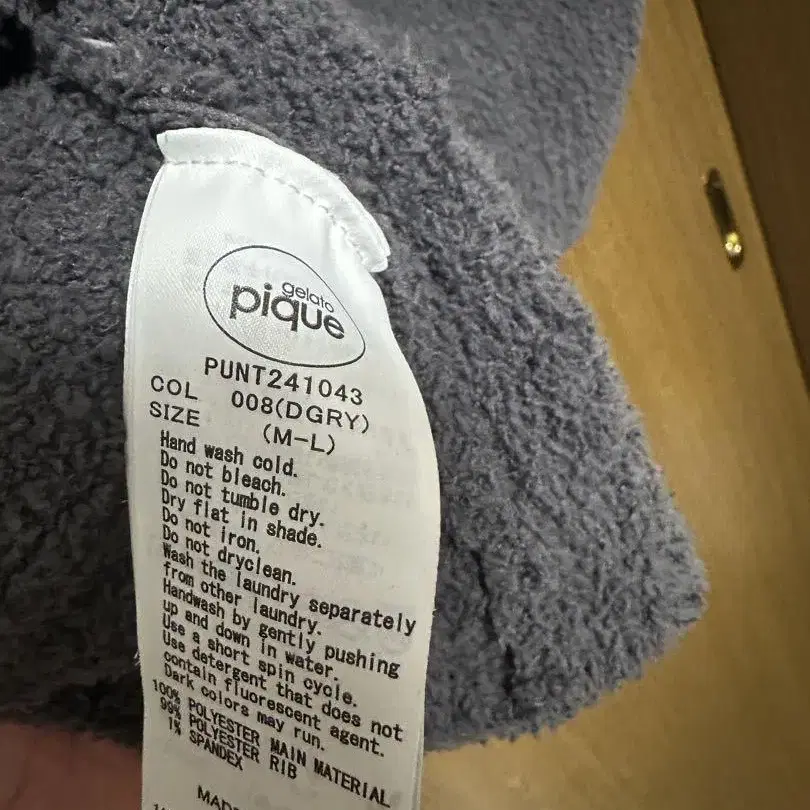 gelato
pique
PUNT241043
COL 008(DGRY)
SIZE (M-L)
Hand wash cold.
Do not bleach.
Do not tumble dry.
Dry flat in shade.
Do not iron.
Do not dryclean.
Wash the laundry separately
from other laundry.
Handwash by gently pushing
up and down in water.
Use a short spin cycle.
Use detergent that does not
contain fluorescent agent.
Dark colors may run.
100% POLYESTER MAIN MATERIAL
99% POLYESTER RIB
1% SPANDEX